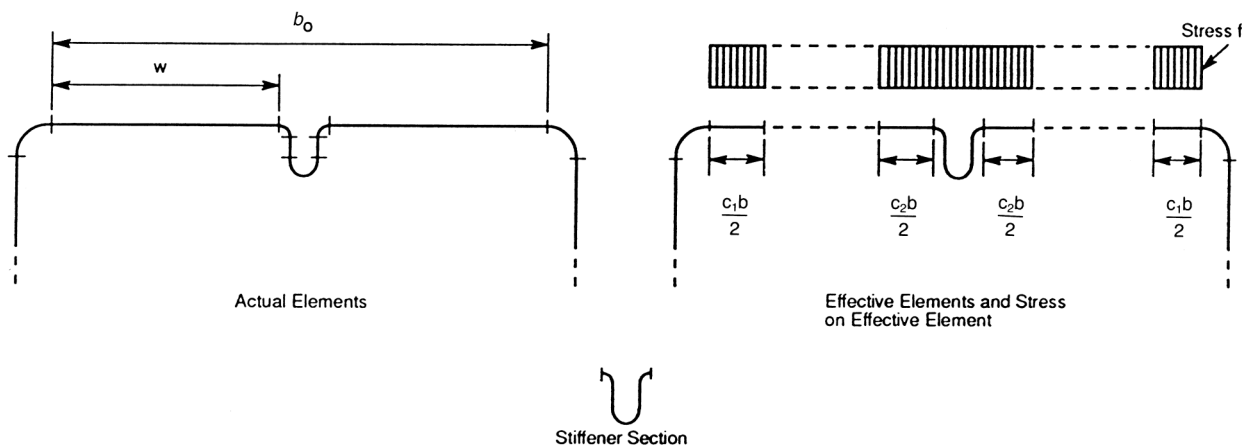 b₀
w
Stress f
c₁b
2
c₂b
2
c₂b
2
c₁b
2
Actual Elements
Effective Elements and Stress
on Effective Element
Stiffener Section